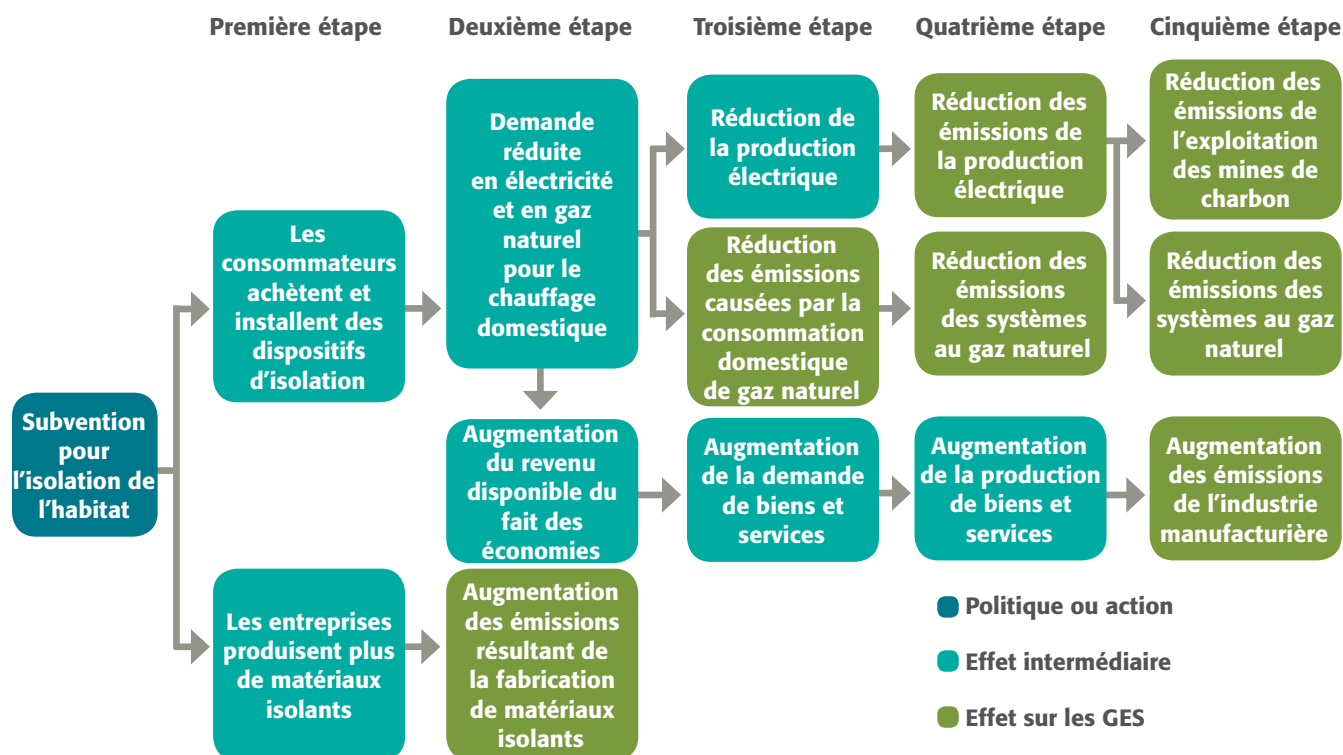 Première étape
Deuxième étape
Troisième étape
Quatrième étape
Cinquième étape
Subvention
pour
l'isolation de
l'habitat
Les
consommateurs
achètent et
installent des
dispositifs
d'isolation
Demande
réduite
en électricité
et en gaz
naturel
pour le
chauffage
domestique
Réduction de
la production
électrique
Réduction des
émissions de
la production
électrique
Réduction des
émissions de
l'exploitation
des mines de
charbon
Réduction
des émissions
causées par la
consommation
domestique
de gaz naturel
Réduction des
émissions
des systèmes
au gaz naturel
Réduction des
émissions des
systèmes au gaz
naturel
Augmentation
du revenu
disponible du
fait des
économies
Augmentation
de la demande
de biens et
services
Augmentation
de la production
de biens et
services
Augmentation
des émissions
de l'industrie
manufacturière
Les entreprises
produisent plus
de matériaux
isolants
Augmentation
des émissions
résultant de
la fabrication
de matériaux
isolants
Politique ou action
Effet intermédiaire
Effet sur les GES